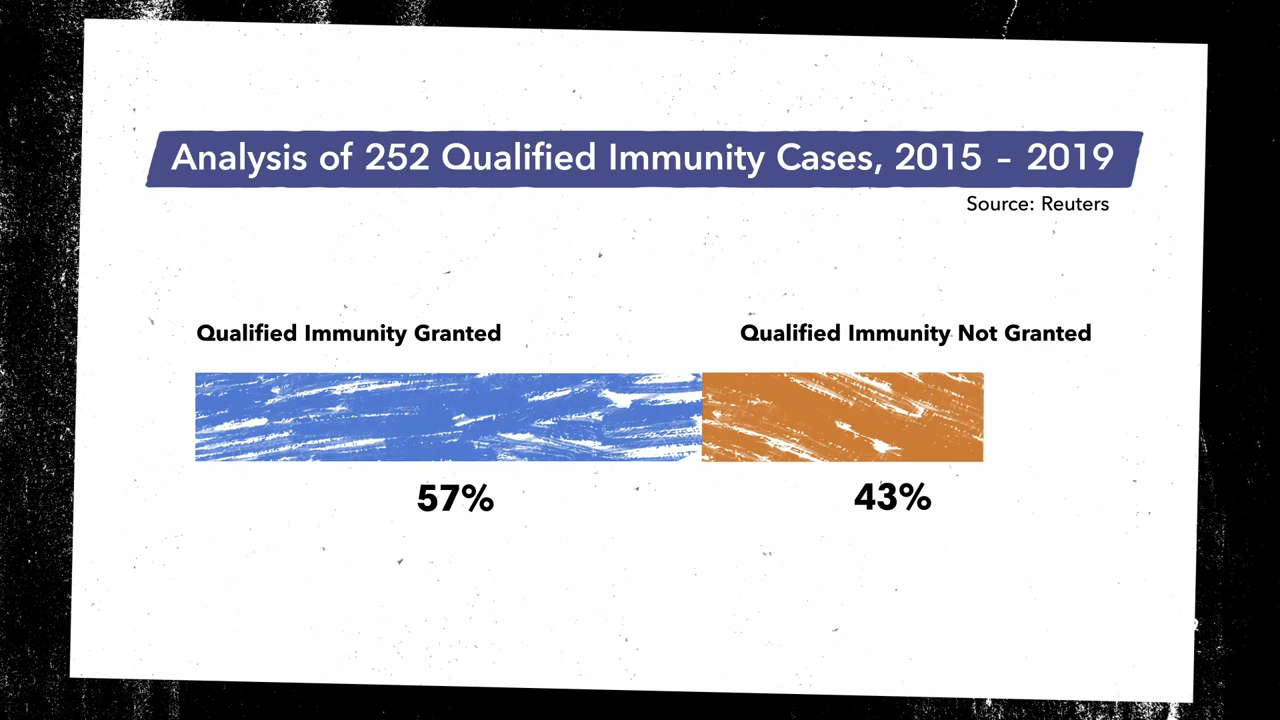 Analysis of 252 Qualified Immunity Cases, 2015 – 2019
Source: Reuters
Qualified Immunity Granted
Qualified Immunity Not Granted
57%
43%